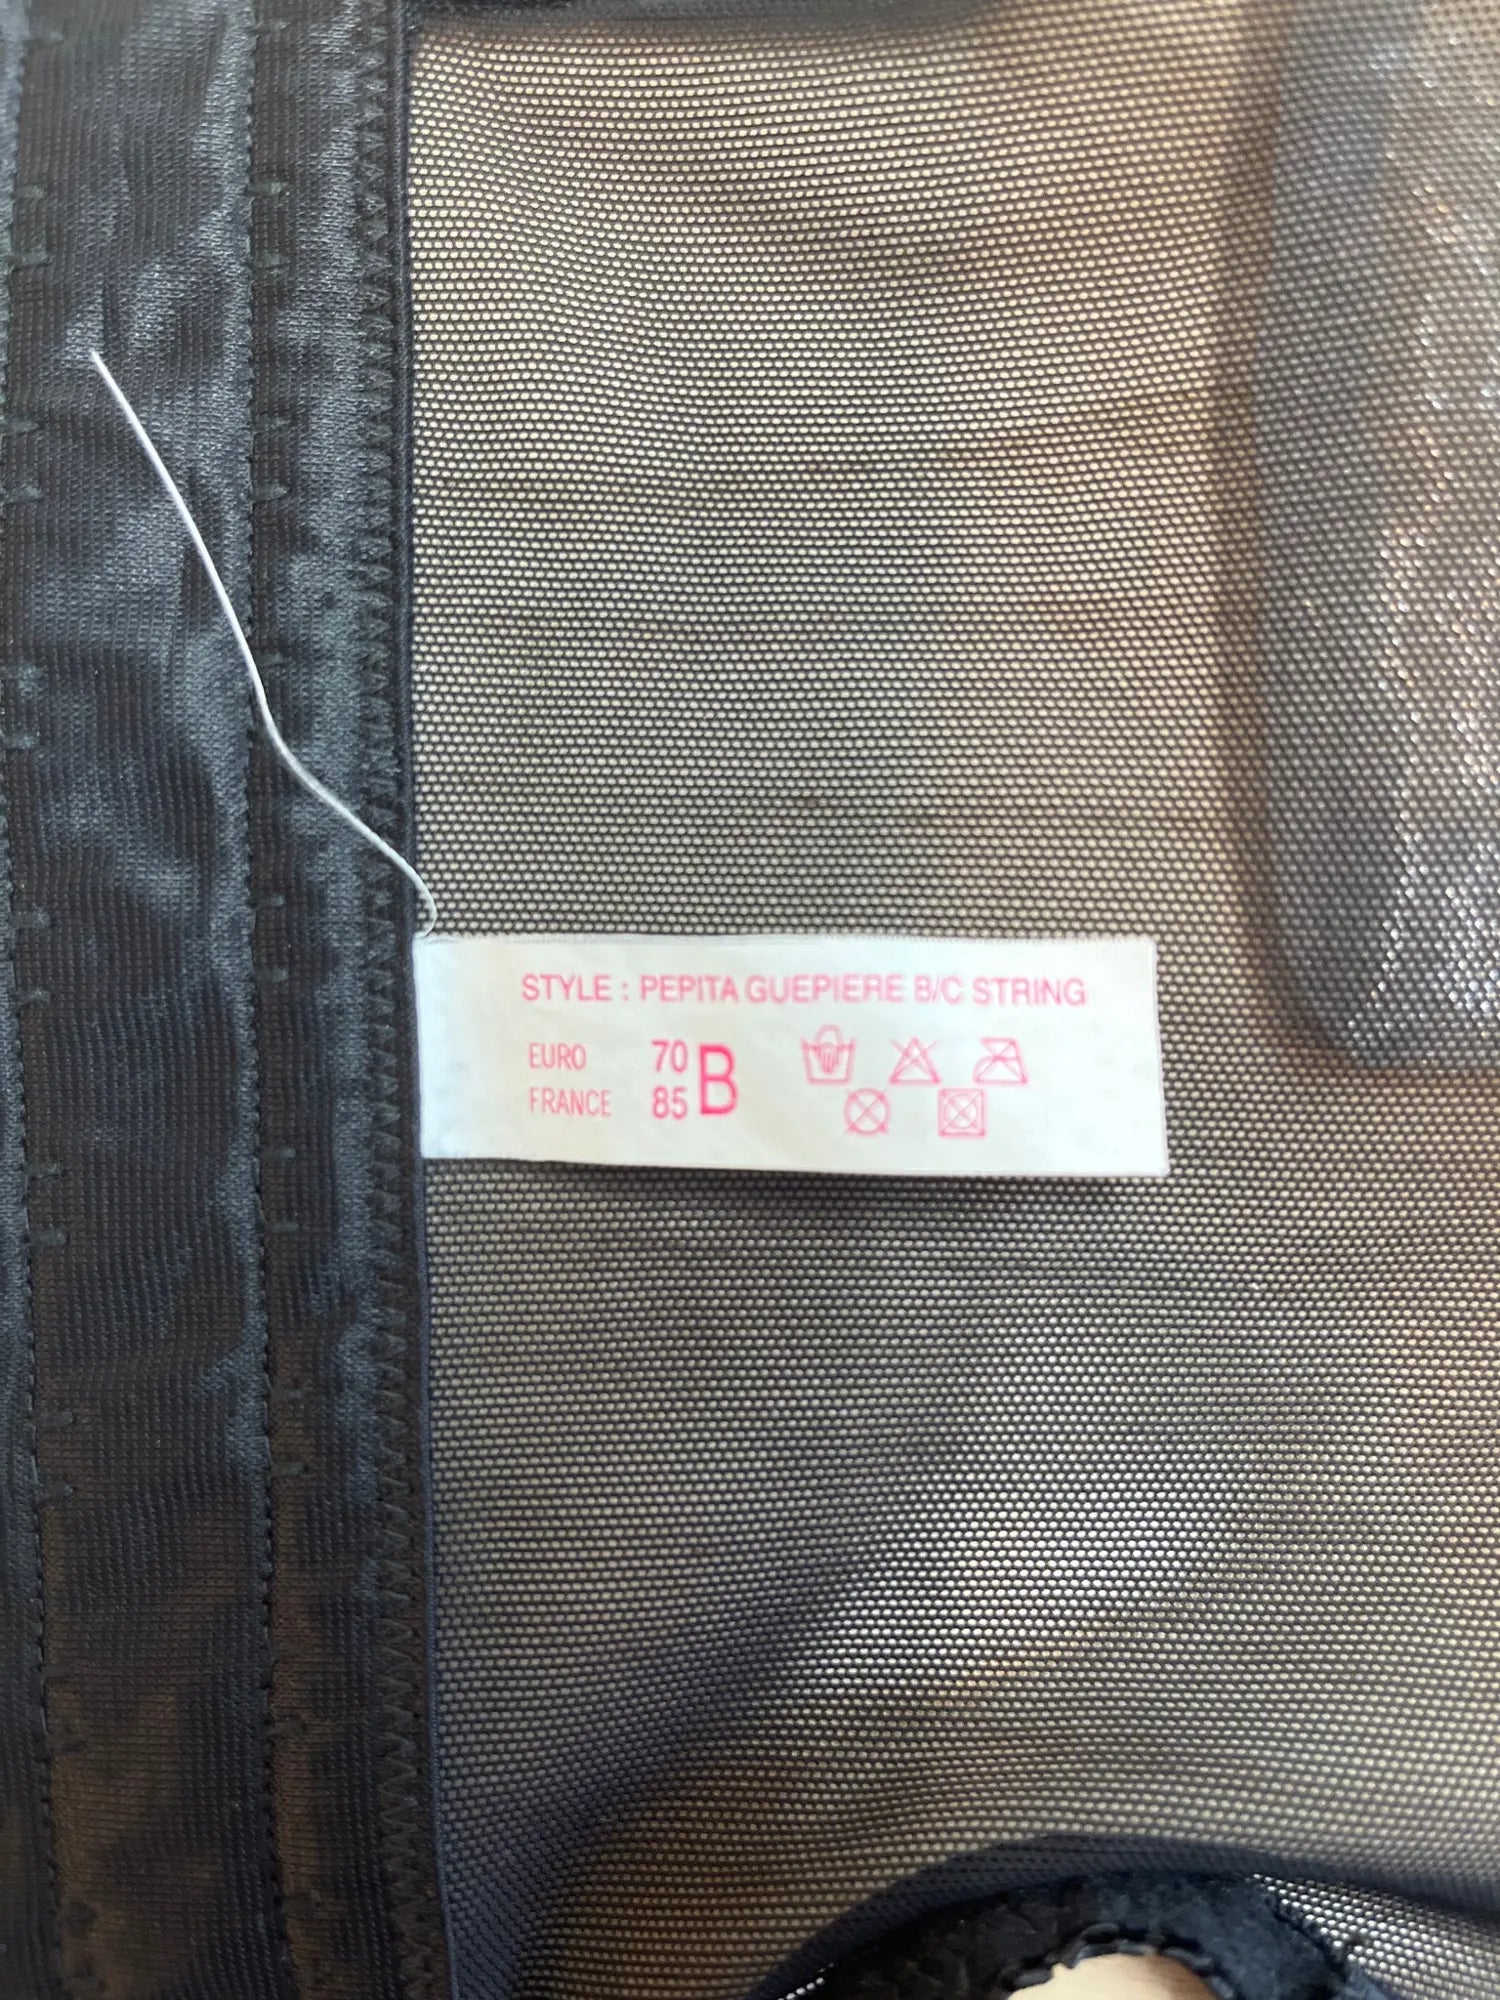 STYLE : PEPITA GUEPIERE B/C STRING
EURO 70 B
FRANCE 85